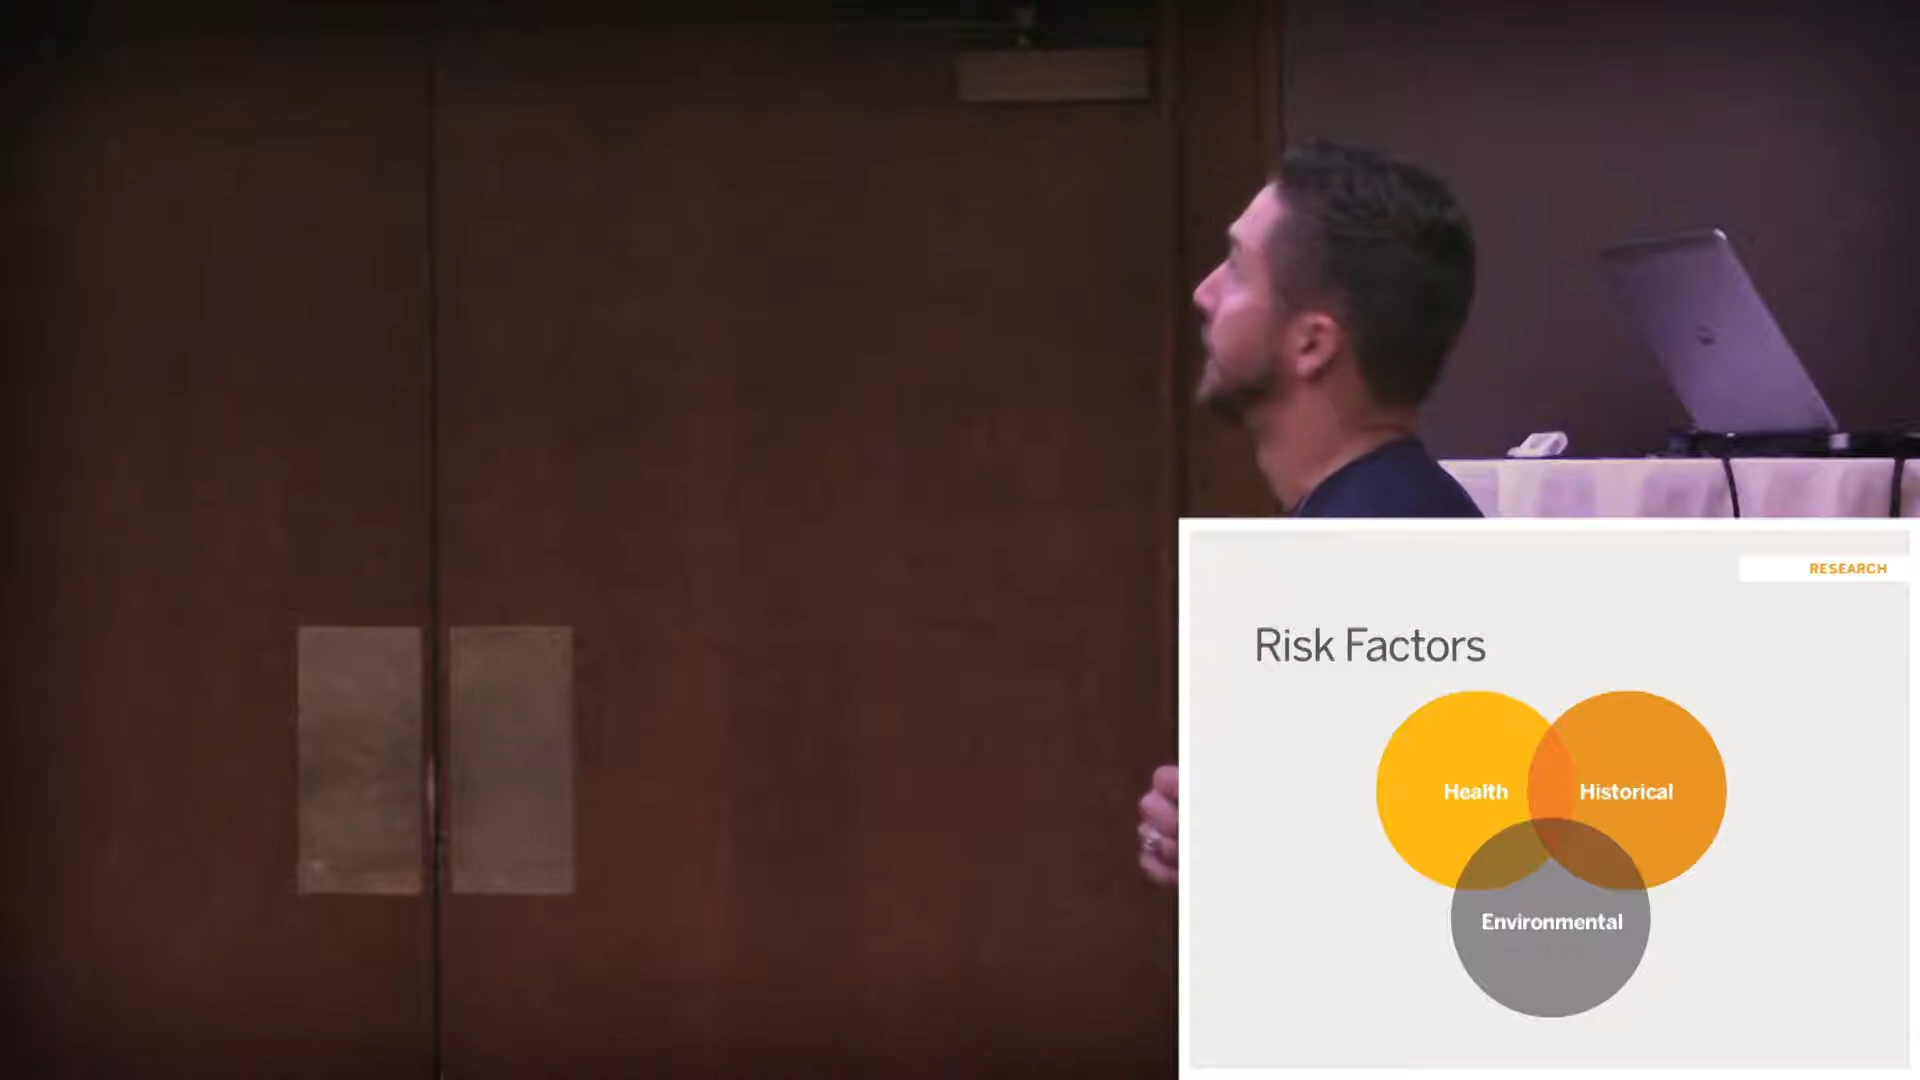 RESEARCH
Risk Factors
Health
Historical
Environmental